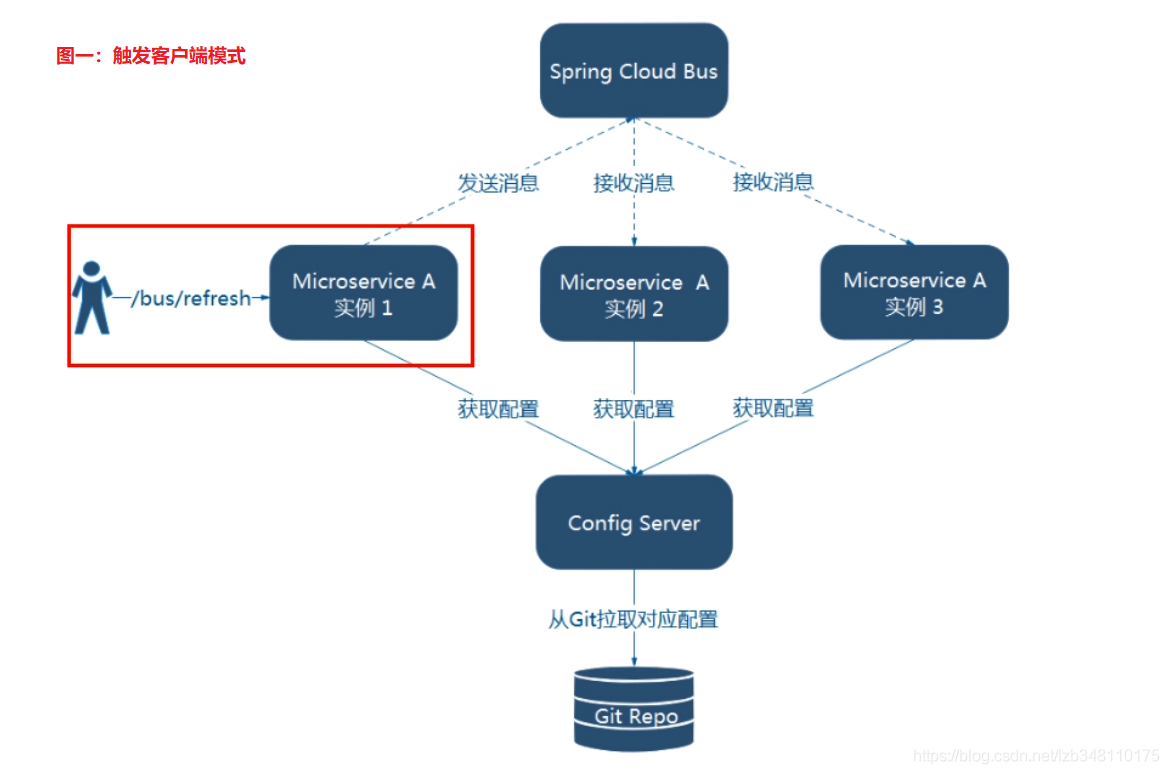 图一：触发客户端模式
Spring Cloud Bus
发送消息
接收消息
接收消息
/bus/refresh
Microservice A
实例 1
Microservice A
实例 2
Microservice A
实例 3
获取配置
获取配置
获取配置
Config Server
从Git拉取对应配置
Git Repo
https://blog.csdn.net/lzb348110175